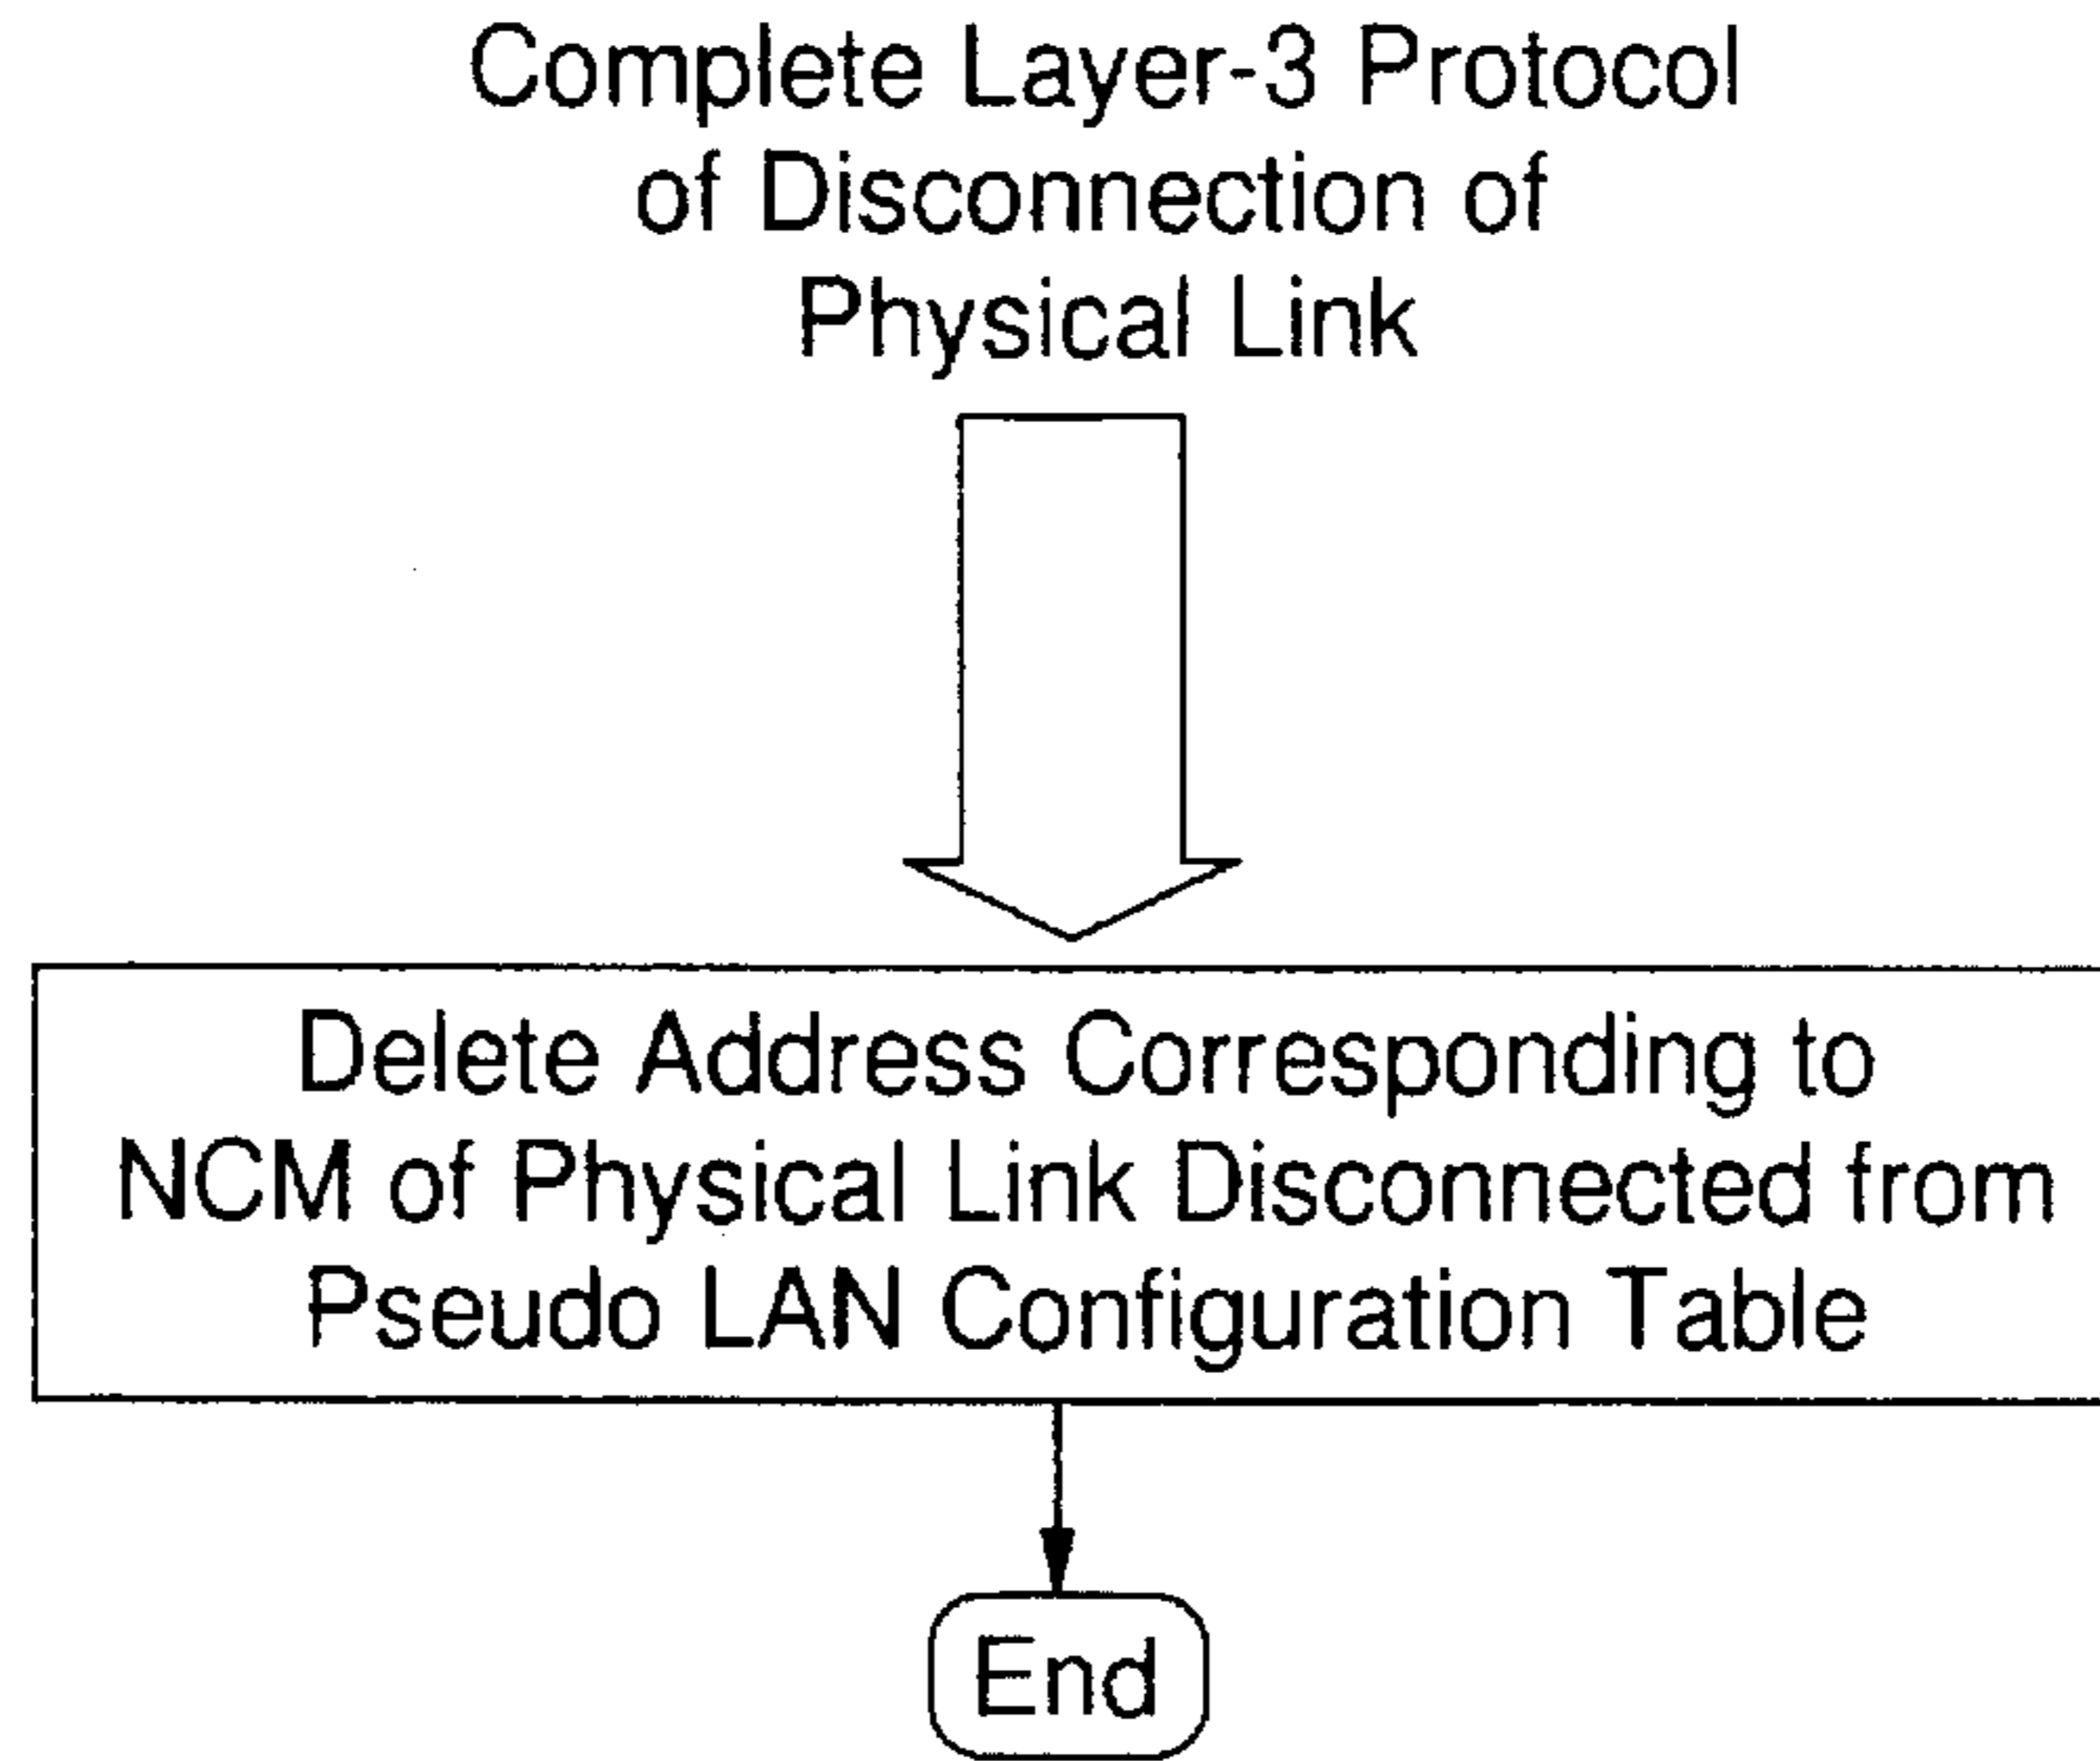 Complete Layer-3 Protocol
of Disconnection of
Physical Link
Delete Address Corresponding to
NCM of Physical Link Disconnected from
Pseudo LAN Configuration Table
End